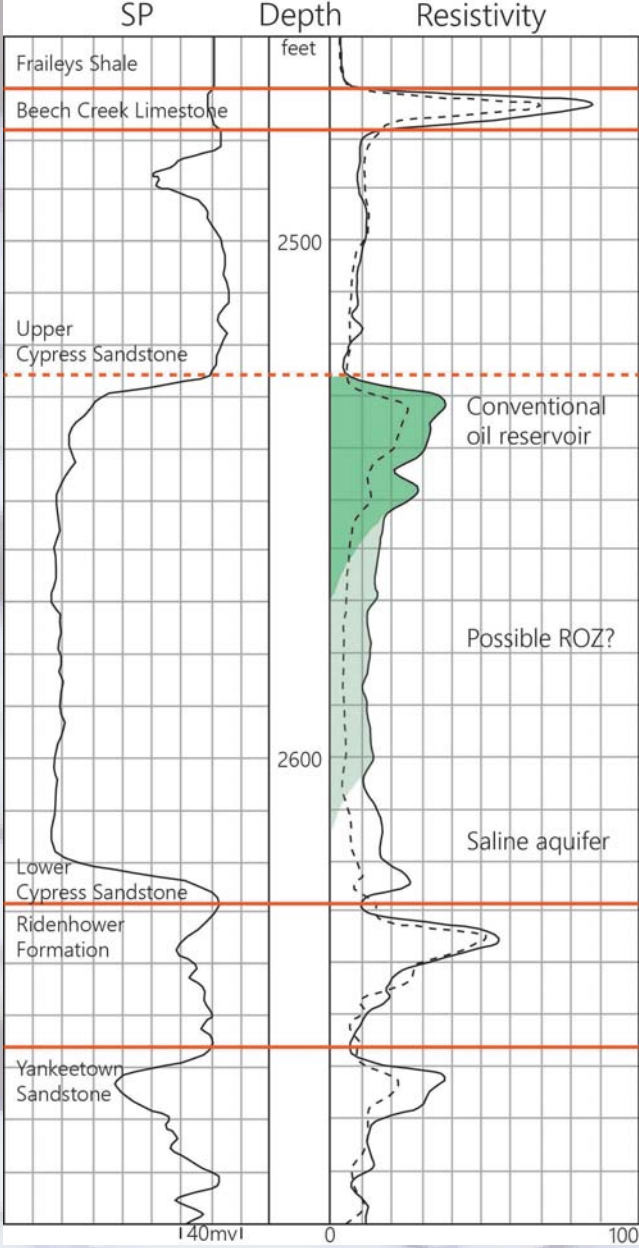 SP
Depth
Resistivity
feet
Fraileys Shale
Beech Creek Limestone
2500
Upper
Cypress Sandstone
Conventional
oil reservoir
Possible ROZ?
2600
Saline aquifer
Lower
Cypress Sandstone
Ridenhower
Formation
Yankeetown
Sandstone
40mv
0
100